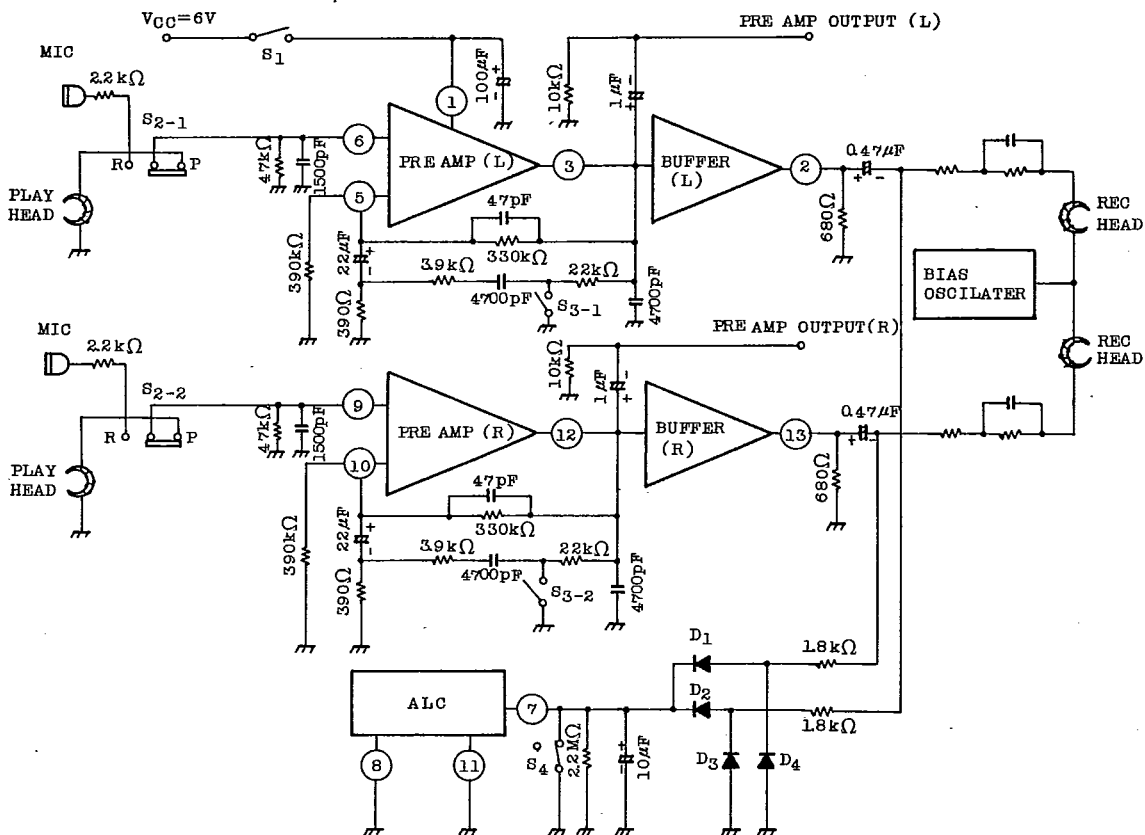 VCC=6V
S1
MIC
2.2kΩ
S2-1
R
P
PLAY
HEAD
47kΩ
1500pF
6
5
1
100µF
+
-
PRE AMP (L)
3
PRE AMP OUTPUT (L)
10kΩ
1µF
-
+
BUFFER
(L)
2
0.47µF
+
-
680Ω
REC
HEAD
BIAS
OSCILATER
390kΩ
22µF
+
-
390Ω
47pF
330kΩ
3.9kΩ
4700pF
22kΩ
S3-1
4700pF
MIC
2.2kΩ
S2-2
R
P
PLAY
HEAD
47kΩ
1500pF
9
10
PRE AMP (R)
12
PRE AMP OUTPUT(R)
10kΩ
1µF
-
+
BUFFER
(R)
13
0.47µF
+
-
680Ω
REC
HEAD
390kΩ
22µF
+
-
390Ω
47pF
330kΩ
3.9kΩ
4700pF
22kΩ
S3-2
4700pF
ALC
7
8
11
S4
2.2MΩ
10µF
+
-
D1
D2
D3
D4
1.8kΩ
1.8kΩ